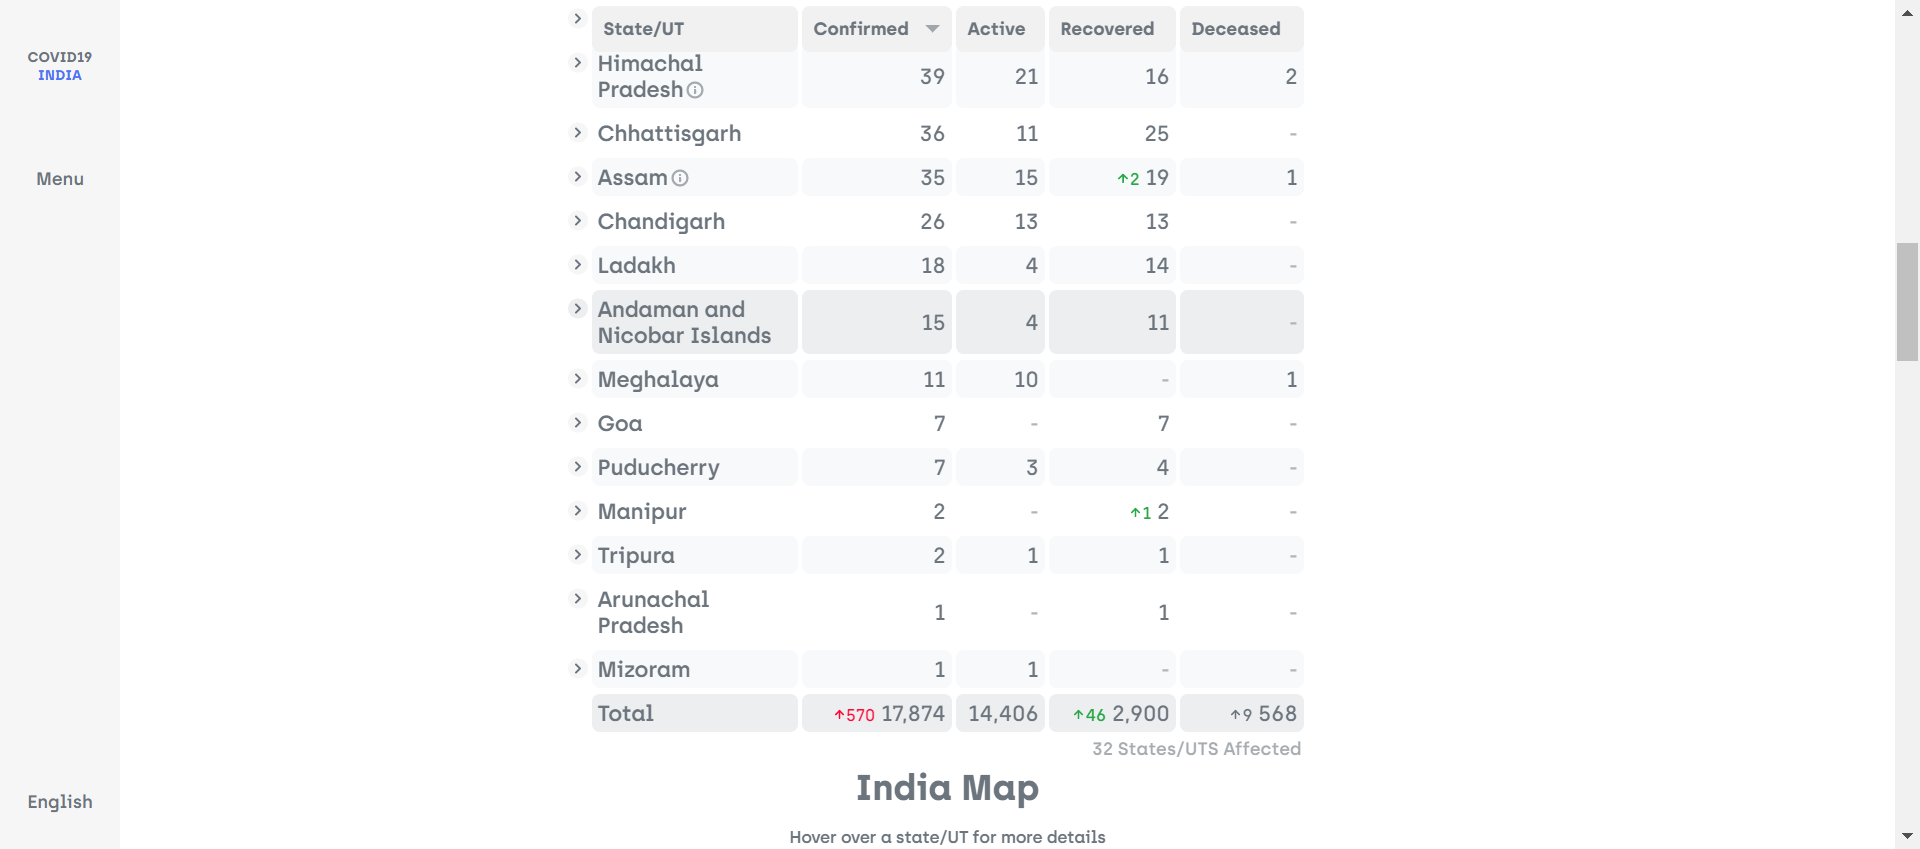 COVID19
INDIA
Menu
English
State/UT Confirmed Active Recovered Deceased
Himachal
Pradesh 39 21 16 2
Chhattisgarh 36 11 25 -
Assam 35 15 ↑2 19 1
Chandigarh 26 13 13 -
Ladakh 18 4 14 -
Andaman and
Nicobar Islands 15 4 11 -
Meghalaya 11 10 - 1
Goa 7 - 7 -
Puducherry 7 3 4 -
Manipur 2 - ↑1 2 -
Tripura 2 1 1 -
Arunachal
Pradesh 1 - 1 -
Mizoram 1 1 - -
Total ↑570 17,874 14,406 ↑46 2,900 ↑9 568
32 States/UTS Affected
India Map
Hover over a state/UT for more details